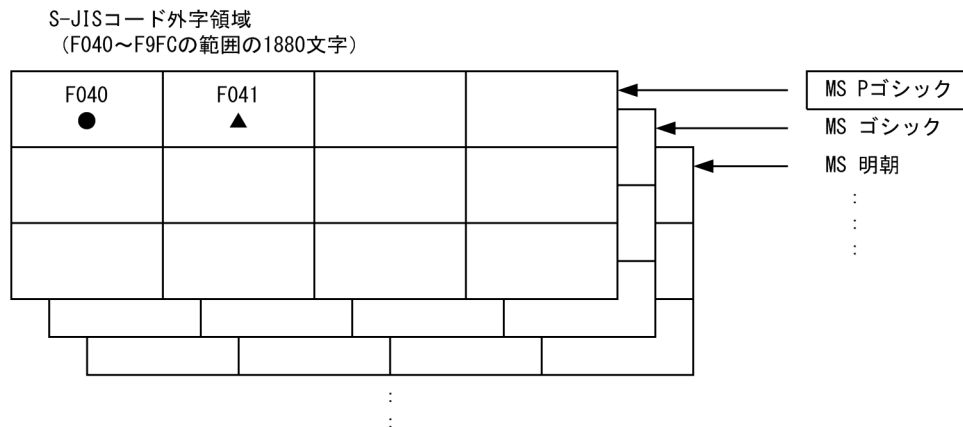 S-JISコード外字領域
（F040～F9FCの範囲の1880文字）
F040
●
F041
▲
MS Pゴシック
MS ゴシック
MS 明朝
：
：
：
：
：